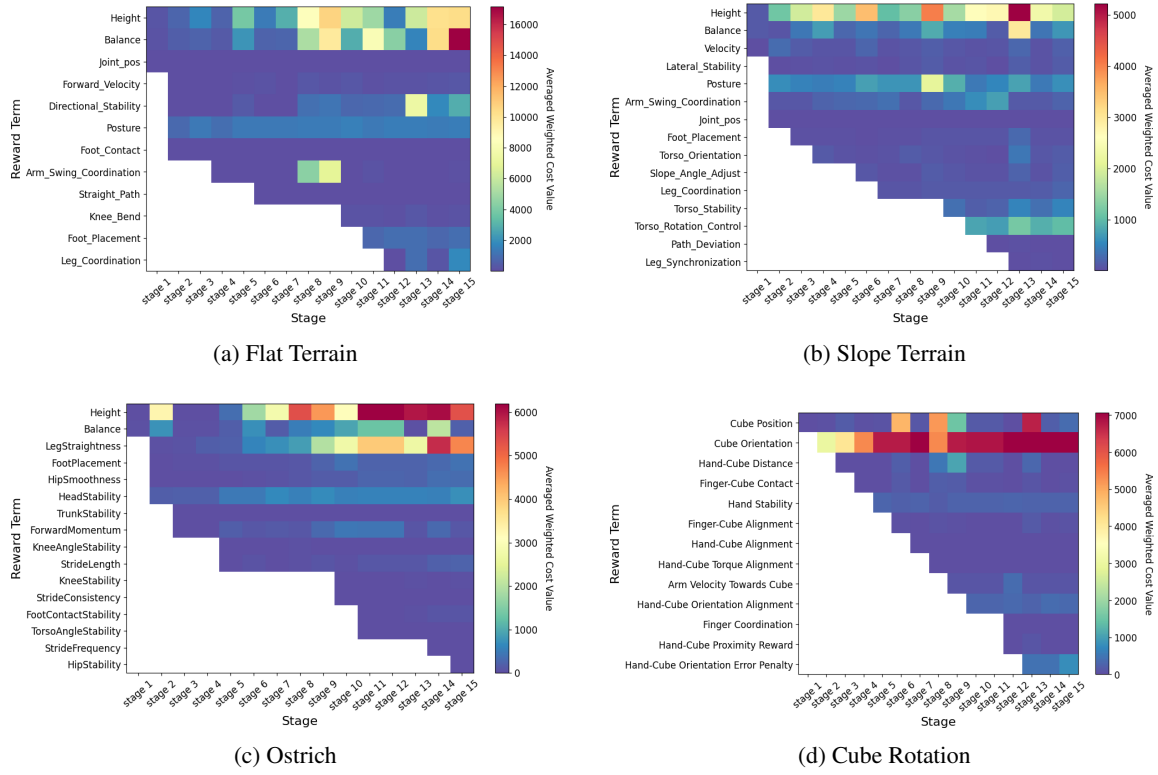 Height
Balance
Joint_pos
Forward_Velocity
Directional_Stability
Posture
Foot_Contact
Arm_Swing_Coordination
Straight_Path
Knee_Bend
Foot_Placement
Leg_Coordination
Reward Term
stage 1
stage 2
stage 3
stage 4
stage 5
stage 6
stage 7
stage 8
stage 9
stage 10
stage 11
stage 12
stage 13
stage 14
stage 15
Stage
16000
14000
12000
10000
8000
6000
4000
2000
Averaged Weighted Cost Value
(a) Flat Terrain
Height
Balance
Velocity
Lateral_Stability
Posture
Arm_Swing_Coordination
Joint_pos
Foot_Placement
Torso_Orientation
Slope_Angle_Adjust
Leg_Coordination
Torso_Stability
Torso_Rotation_Control
Path_Deviation
Leg_Synchronization
Reward Term
stage 1
stage 2
stage 3
stage 4
stage 5
stage 6
stage 7
stage 8
stage 9
stage 10
stage 11
stage 12
stage 13
stage 14
stage 15
Stage
5000
4000
3000
2000
1000
Averaged Weighted Cost Value
(b) Slope Terrain
Height
Balance
LegStraightness
FootPlacement
HipSmoothness
HeadStability
TrunkStability
ForwardMomentum
KneeAngleStability
StrideLength
KneeStability
StrideConsistency
FootContactStability
TorsoAngleStability
StrideFrequency
HipStability
Reward Term
stage 1
stage 2
stage 3
stage 4
stage 5
stage 6
stage 7
stage 8
stage 9
stage 10
stage 11
stage 12
stage 13
stage 14
stage 15
Stage
6000
5000
4000
3000
2000
1000
0
Averaged Weighted Cost Value
(c) Ostrich
Cube Position
Cube Orientation
Hand-Cube Distance
Finger-Cube Contact
Hand Stability
Finger-Cube Alignment
Hand-Cube Alignment
Hand-Cube Torque Alignment
Arm Velocity Towards Cube
Hand-Cube Orientation Alignment
Finger Coordination
Hand-Cube Proximity Reward
Hand-Cube Orientation Error Penalty
Reward Term
stage 1
stage 2
stage 3
stage 4
stage 5
stage 6
stage 7
stage 8
stage 9
stage 10
stage 11
stage 12
stage 13
stage 14
stage 15
Stage
7000
6000
5000
4000
3000
2000
1000
0
Averaged Weighted Cost Value
(d) Cube Rotation